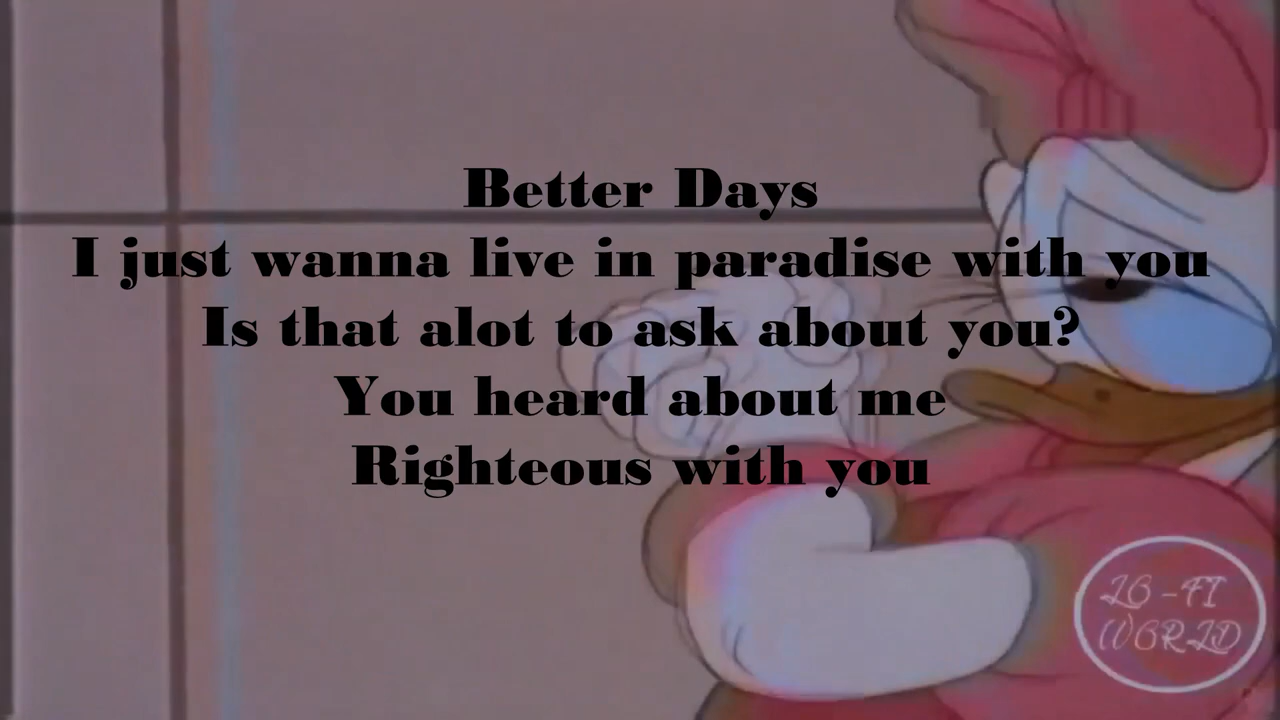 Better Days
I just wanna live in paradise with you
Is that alot to ask about you?
You heard about me
Righteous with you
LO-FI
WORLD